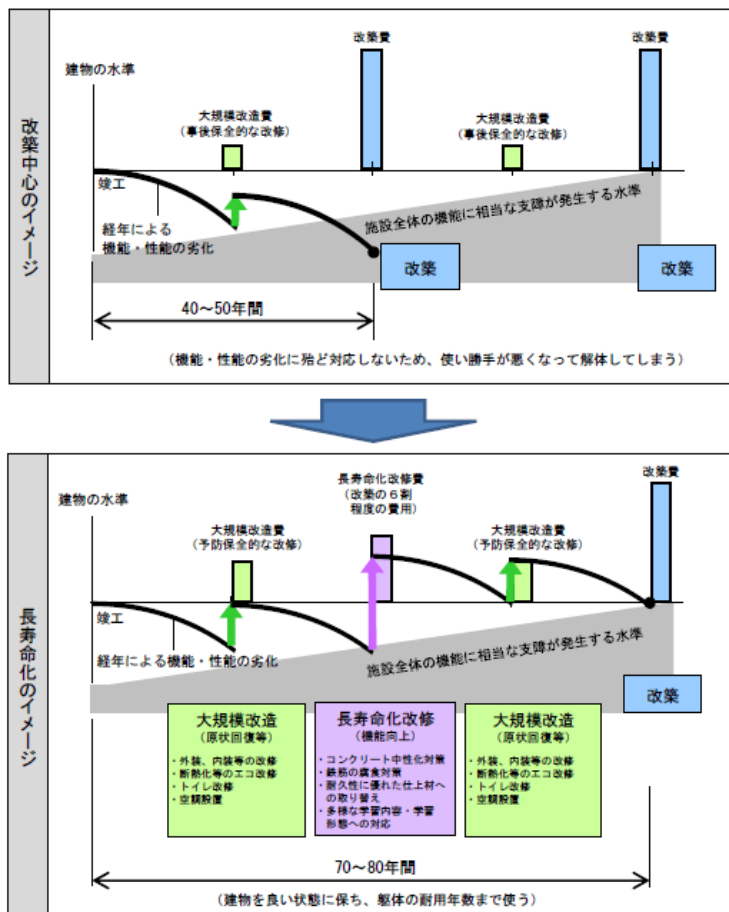 改築中心のイメージ
建物の水準
改築費
改築費
大規模改造費
(事後保全的な改修)
大規模改造費
(事後保全的な改修)
竣工
経年による
機能・性能の劣化
施設全体の機能に相当な支障が発生する水準
改築
改築
40~50年間
(機能・性能の劣化に殆ど対応しないため、使い勝手が悪くなって解体してしまう)
長寿命化のイメージ
建物の水準
長寿命化改修費
(改築の6割
程度の費用)
改築費
大規模改造費
(予防保全的な改修)
大規模改造費
(予防保全的な改修)
竣工
経年による機能・性能の劣化
施設全体の機能に相当な支障が発生する水準
改築
大規模改造
(原状回復等)
・外装、内装等の改修
・断熱化等のエコ改修
・トイレ改修
・空調設置
長寿命化改修
(機能向上)
・コンクリート中性化対策
・鉄筋の腐食対策
・耐久性に優れた仕上材へ
の取り替え
・多様な学習内容・学習
形態への対応
大規模改造
(原状回復等)
・外装、内装等の改修
・断熱化等のエコ改修
・トイレ改修
・空調設置
70~80年間
(建物を良い状態に保ち、躯体の耐用年数まで使う)